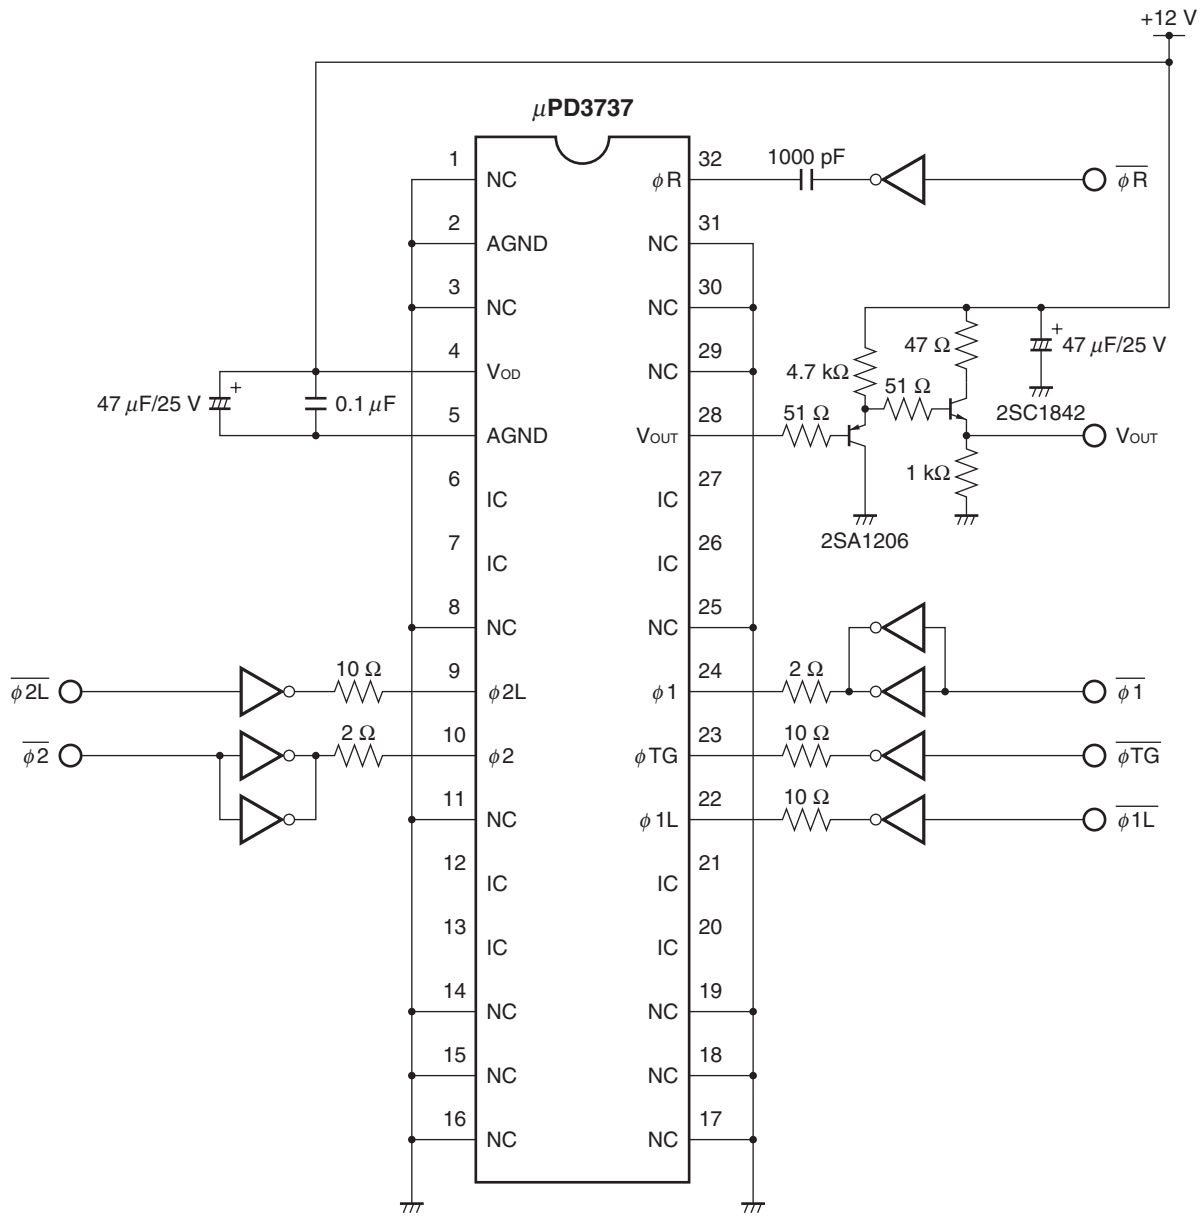 +12 V
μPD3737
1 NC
φR 32
1000 pF
φR̅
2 AGND
NC 31
3 NC
NC 30
4 VOD
NC 29
47 μF/25 V
+
0.1 μF
4.7 kΩ
47 Ω
+
47 μF/25 V
51 Ω
2SC1842
5 AGND
VOUT 28
51 Ω
VOUT
1 kΩ
6 IC
IC 27
2SA1206
7 IC
IC 26
8 NC
NC 25
φ2L̅
10 Ω
9 φ2L
φ1 24
2 Ω
φ1̅
φ2̅
2 Ω
10 φ2
φTG 23
10 Ω
φTG̅
11 NC
φ1L 22
10 Ω
φ1L̅
12 IC
IC 21
13 IC
IC 20
14 NC
NC 19
15 NC
NC 18
16 NC
NC 17